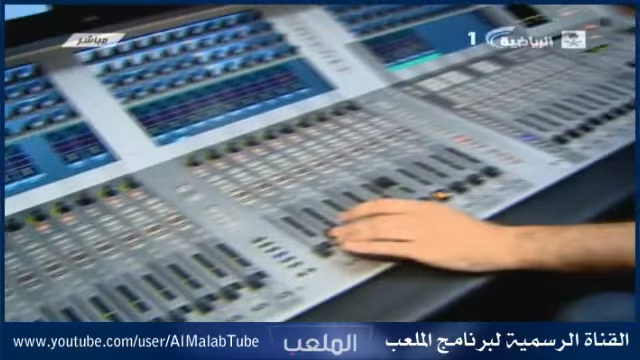 مباشر
الرياضية 1
www.youtube.com/user/AlMalabTube
الملعب
القناة الرسمية لبرنامج الملعب